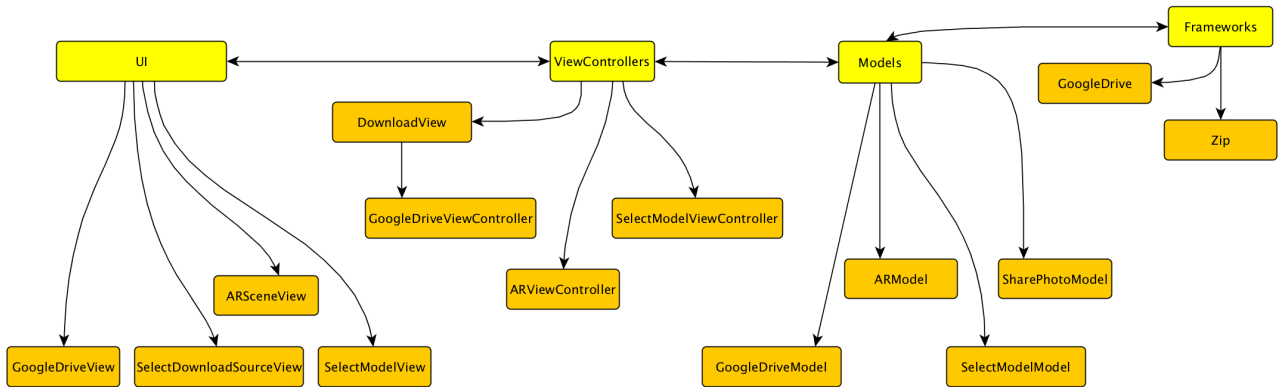 Frameworks
UI
ViewControllers
Models
GoogleDrive
DownloadView
Zip
GoogleDriveViewController
SelectModelViewController
ARSceneView
ARViewController
ARModel
SharePhotoModel
GoogleDriveView
SelectDownloadSourceView
SelectModelView
GoogleDriveModel
SelectModelModel